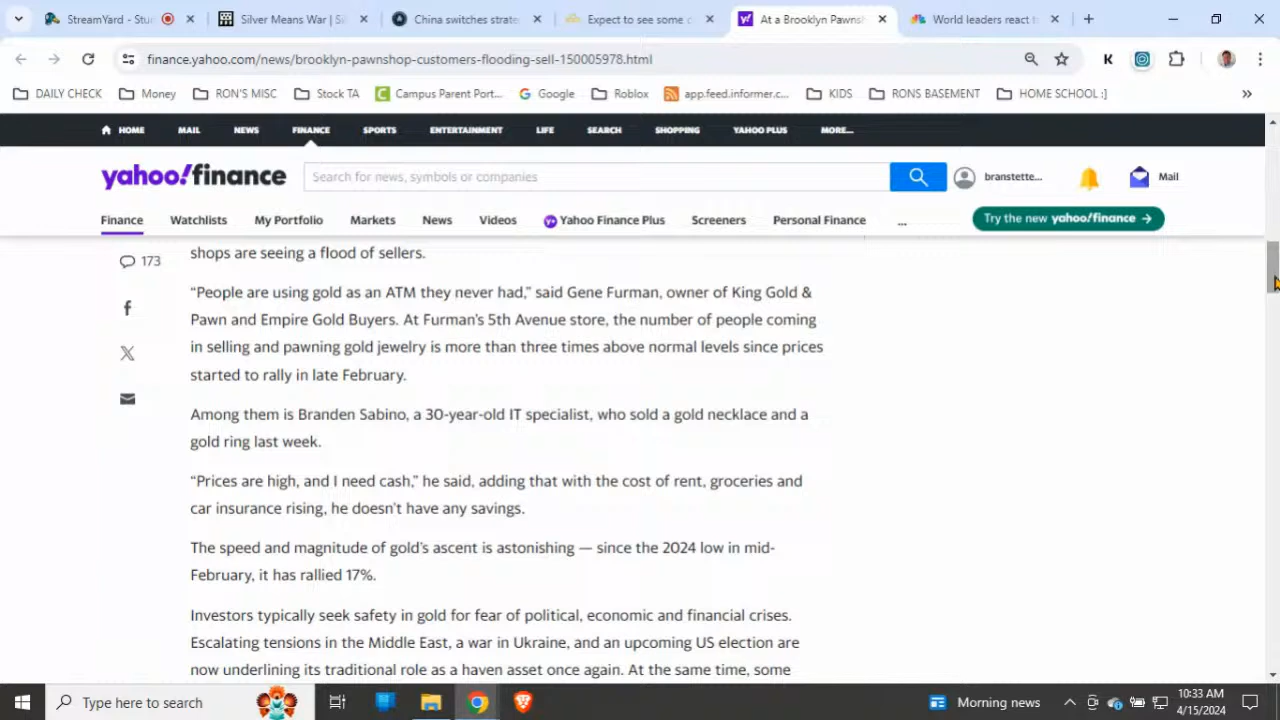 StreamYard - Stu
Silver Means War | Si
China switches strate
Expect to see some c
At a Brooklyn Pawnsh
World leaders react t
finance.yahoo.com/news/brooklyn-pawnshop-customers-flooding-sell-150005978.html
K
DAILY CHECK
Money
RON'S MISC
Stock TA
Campus Parent Port...
Google
Roblox
app.feed.informer.c...
KIDS
RONS BASEMENT
HOME SCHOOL :]
HOME
MAIL
NEWS
FINANCE
SPORTS
ENTERTAINMENT
LIFE
SEARCH
SHOPPING
YAHOO PLUS
MORE...
yahoo!finance
Search for news, symbols or companies
branstette...
Mail
Finance
Watchlists
My Portfolio
Markets
News
Videos
Yahoo Finance Plus
Screeners
Personal Finance
...
Try the new yahoo!finance
173
shops are seeing a flood of sellers.
“People are using gold as an ATM they never had,” said Gene Furman, owner of King Gold &
Pawn and Empire Gold Buyers. At Furman’s 5th Avenue store, the number of people coming
in selling and pawning gold jewelry is more than three times above normal levels since prices
started to rally in late February.
Among them is Branden Sabino, a 30-year-old IT specialist, who sold a gold necklace and a
gold ring last week.
“Prices are high, and I need cash,” he said, adding that with the cost of rent, groceries and
car insurance rising, he doesn’t have any savings.
The speed and magnitude of gold’s ascent is astonishing — since the 2024 low in mid-
February, it has rallied 17%.
Investors typically seek safety in gold for fear of political, economic and financial crises.
Escalating tensions in the Middle East, a war in Ukraine, and an upcoming US election are
now underlining its traditional role as a haven asset once again. At the same time, some
Type here to search
Morning news
10:33 AM
4/15/2024